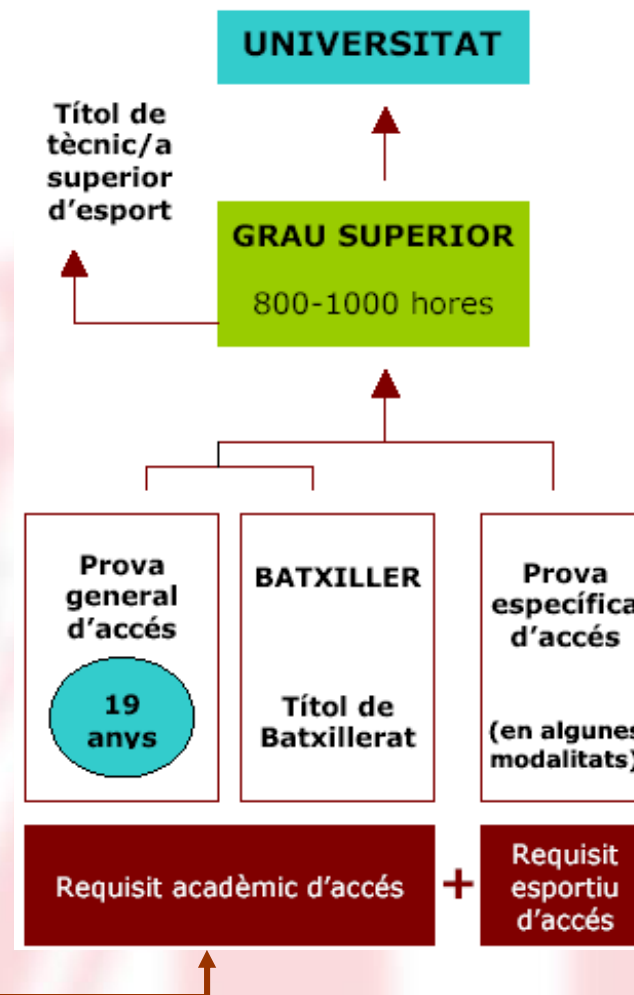 UNIVERSITAT
Títol de
tècnic/a
superior
d'esport
GRAU SUPERIOR
800-1000 hores
Prova
general
d'accés
19
anys
BATXILLER
Títol de
Batxillerat
Prova
específica
d'accés
(en algunes
modalitats)
Requisit acadèmic d'accés
+
Requisit
esportiu
d'accés